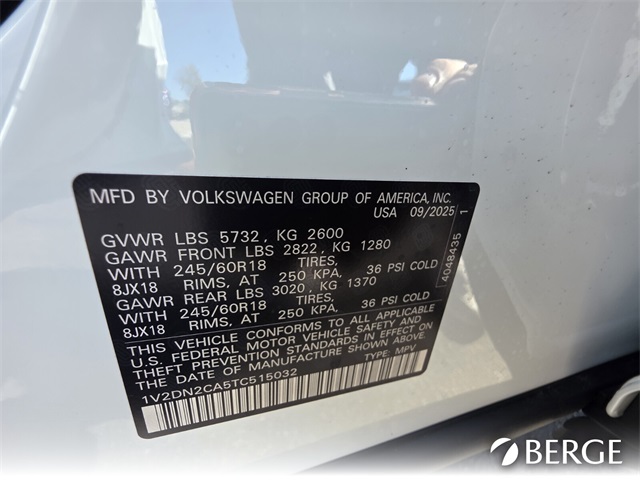 MFD BY VOLKSWAGEN GROUP OF AMERICA, INC.
USA 09/2025
GVWR LBS 5732, KG 2600
GAWR FRONT LBS 2822, KG 1280
WITH 245/60R18 TIRES,
8JX18 RIMS, AT 250 KPA, 36 PSI COLD
GAWR REAR LBS 3020, KG 1370
WITH 245/60R18 TIRES,
8JX18 RIMS, AT 250 KPA, 36 PSI COLD
THIS VEHICLE CONFORMS TO ALL APPLICABLE
FEDERAL MOTOR VEHICLE SAFETY AND
THEFT PREVENTION STANDARDS IN EFFECT
ON THE DATE OF MANUFACTURE SHOWN ABOVE.
1V2DN2CA5TC515032 TYPE: MPV
4048435 1
BERGE